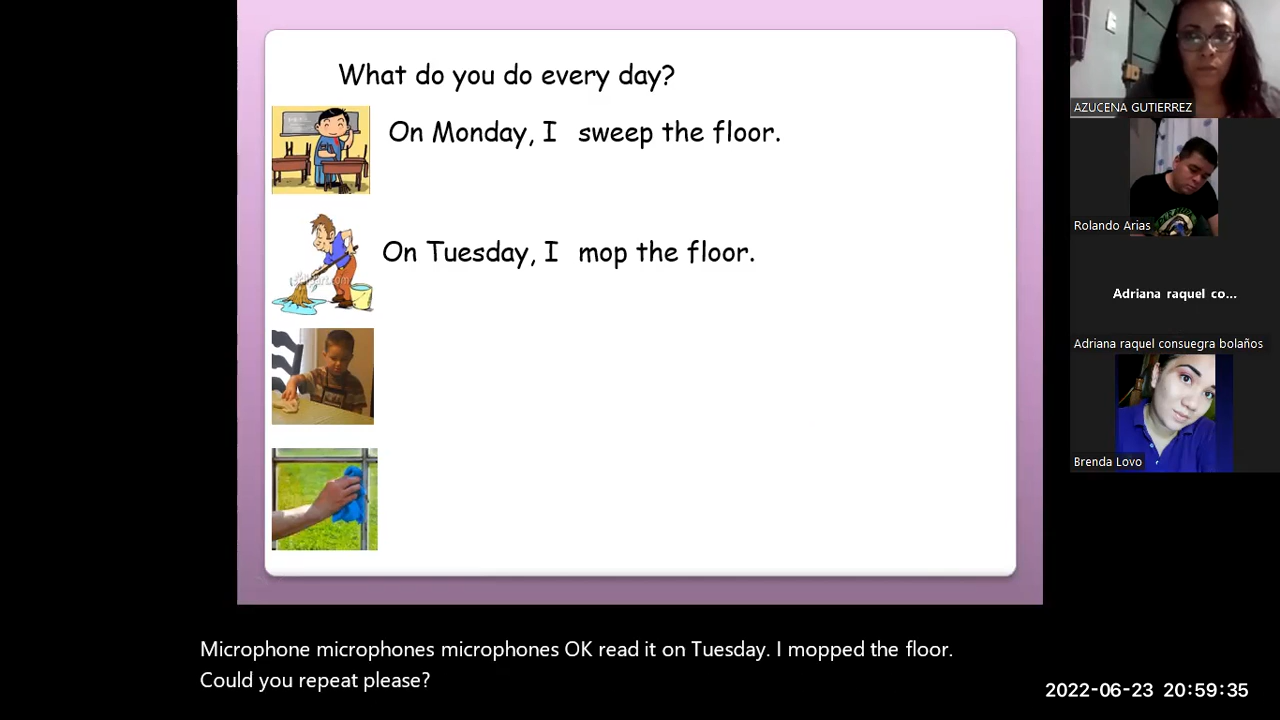 What do you do every day?
On Monday, I sweep the floor.
On Tuesday, I mop the floor.
AZUCENA GUTIERREZ
Rolando Arias
Adriana raquel co...
Adriana raquel consuegra bolaños
Brenda Lovo
Microphone microphones microphones OK read it on Tuesday. I mopped the floor.
Could you repeat please?
2022-06-23 20:59:35